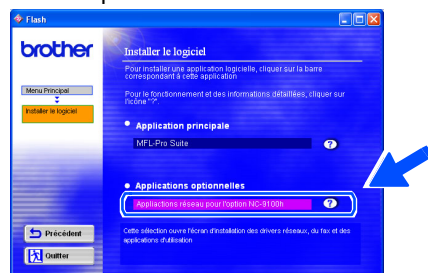 Flash
brother
Installer le logiciel
Pour installer une application logicielle, cliquer sur la barre
correspondant à cette application
Pour le fonctionnement et des informations détaillées, cliquer sur
l'icône "?".
Menu Principal
Installer le logiciel
Application principale
MFL-Pro Suite
?
Applications optionnelles
Appliactions réseau pour l'option NC-9100h
?
Cette sélection ouvre l'écran d'installation des drivers réseaux, du fax et des
applications d'utilisation
Précédent
Quitter